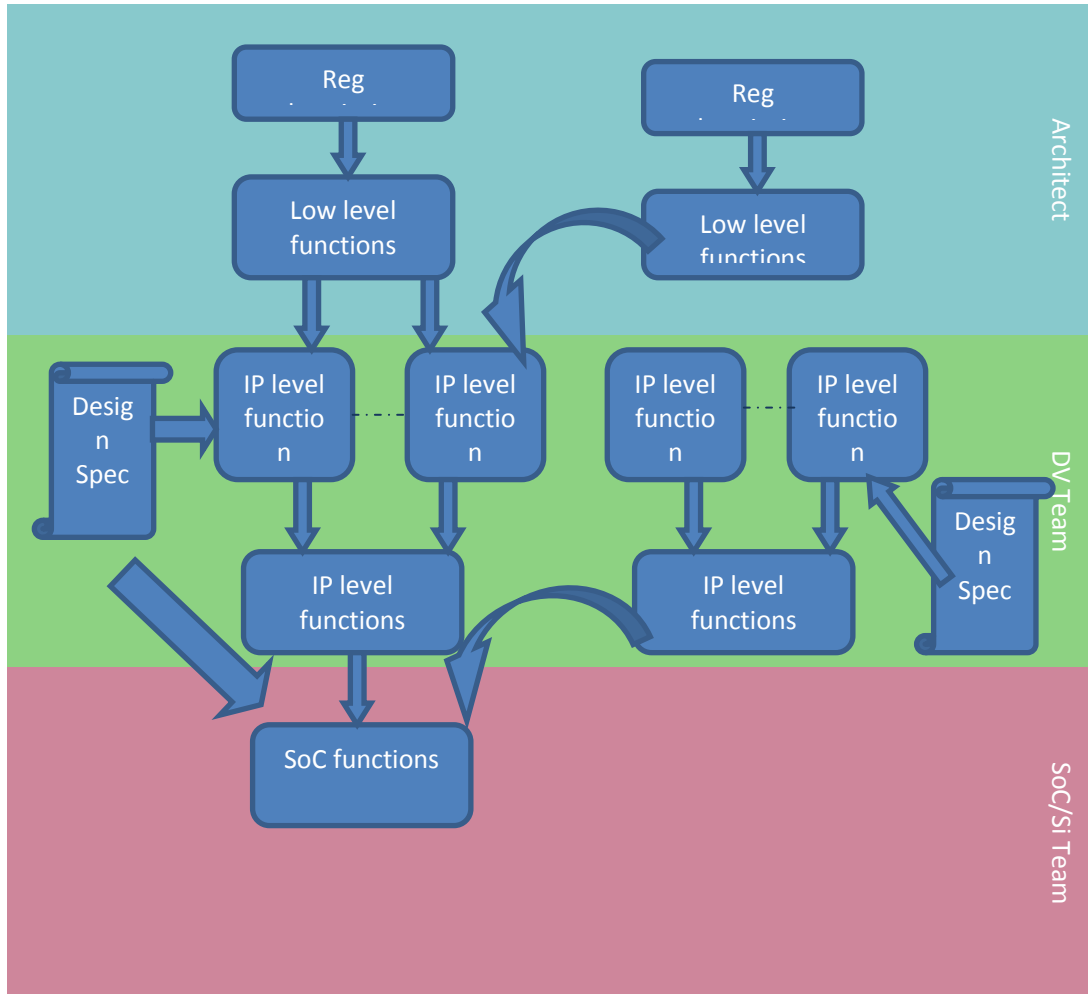 Reg
Reg
Architect
Low level
functions
Low level
functions
IP level
functio
n
IP level
functio
n
IP level
functio
n
IP level
functio
n
Desig
n
Spec
DV Team
Desig
n
Spec
IP level
functions
IP level
functions
SoC functions
SoC/Si Team